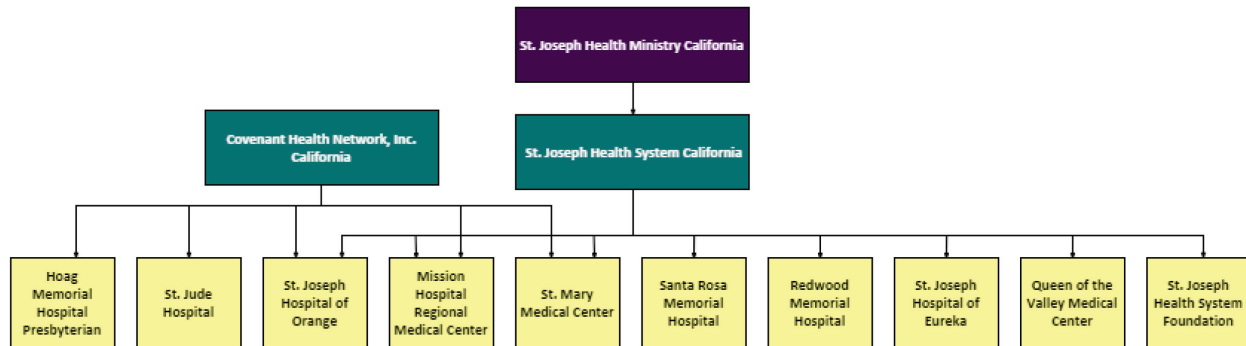 St. Joseph Health Ministry California
Covenant Health Network, Inc.
California
St. Joseph Health System California
Hoag
Memorial
Hospital
Presbyterian
St. Jude
Hospital
St. Joseph
Hospital of
Orange
Mission
Hospital
Regional
Medical Center
St. Mary
Medical Center
Santa Rosa
Memorial
Hospital
Redwood
Memorial
Hospital
St. Joseph
Hospital of
Eureka
Queen of the
Valley Medical
Center
St. Joseph
Health System
Foundation